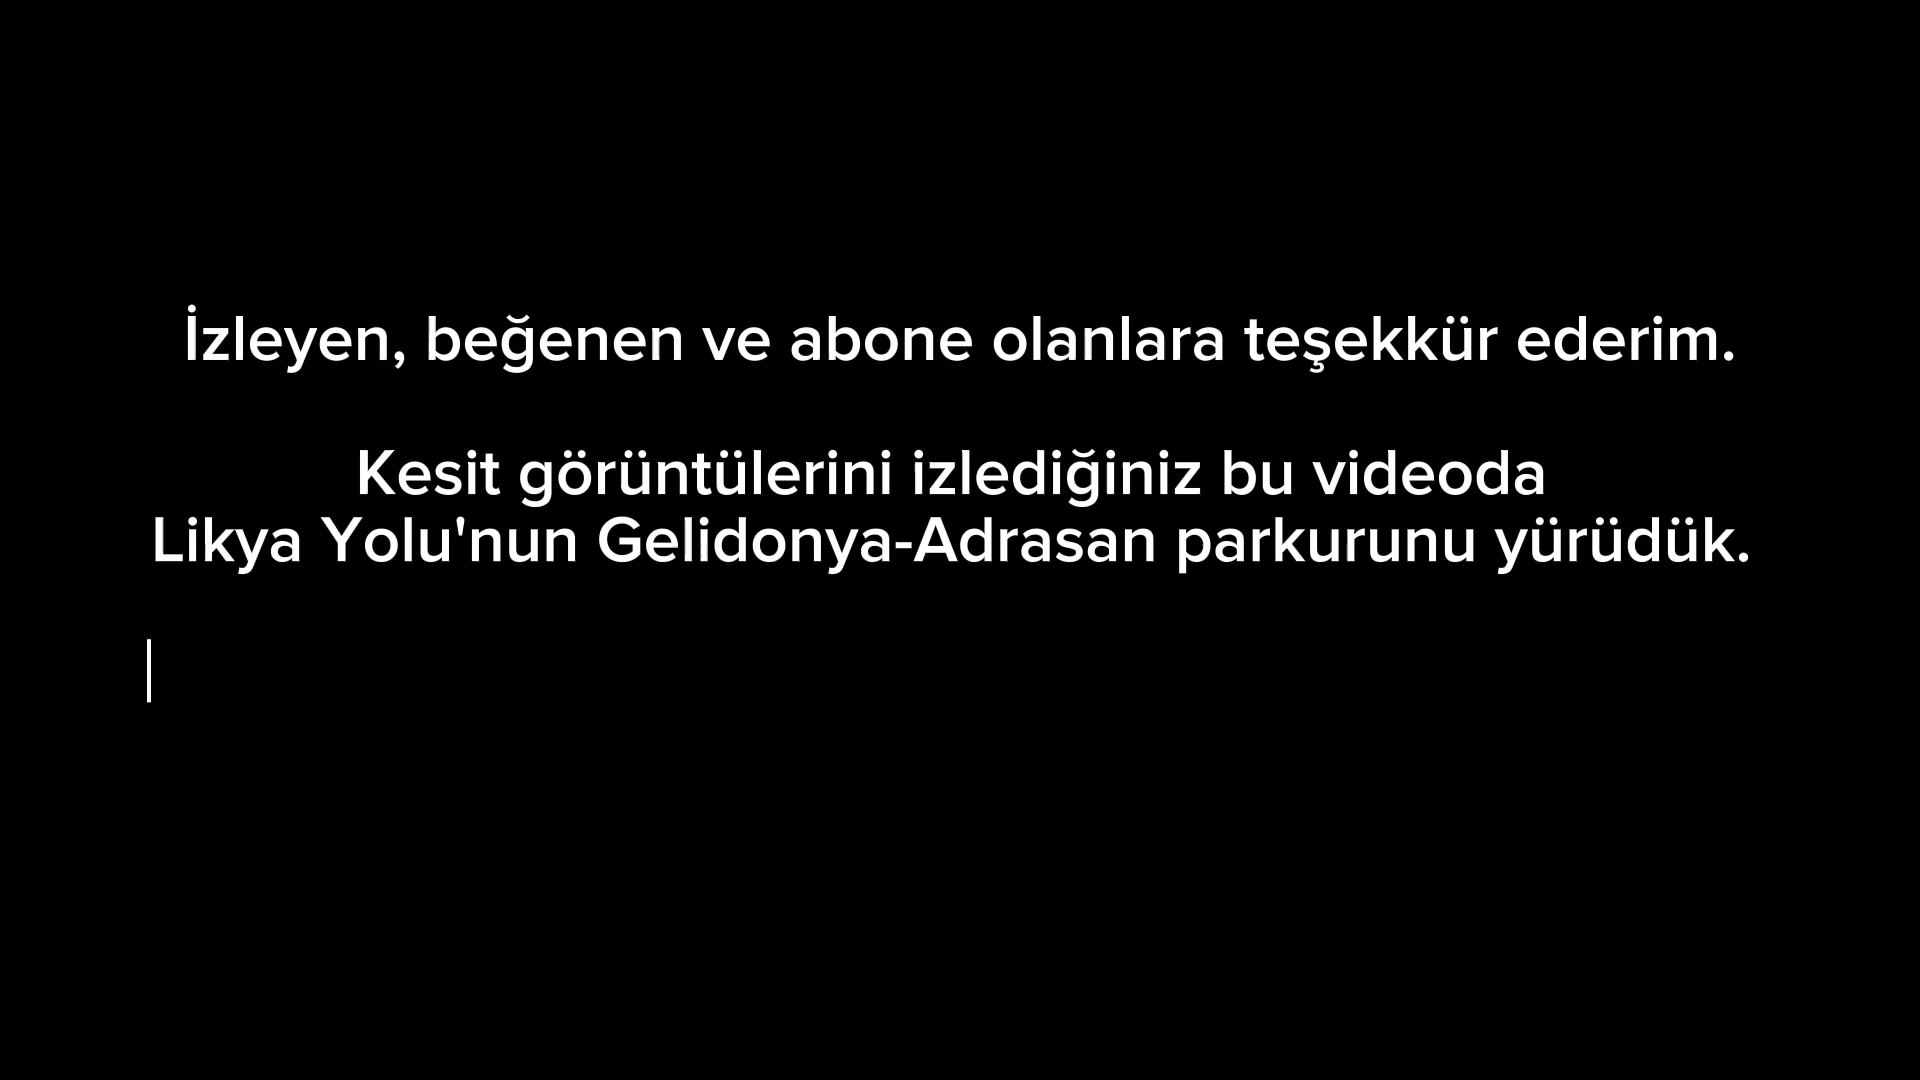 İzleyen, beğenen ve abone olanlara teşekkür ederim.
Kesit görüntülerini izlediğiniz bu videoda
Likya Yolu'nun Gelidonya-Adrasan parkurunu yürüdük.